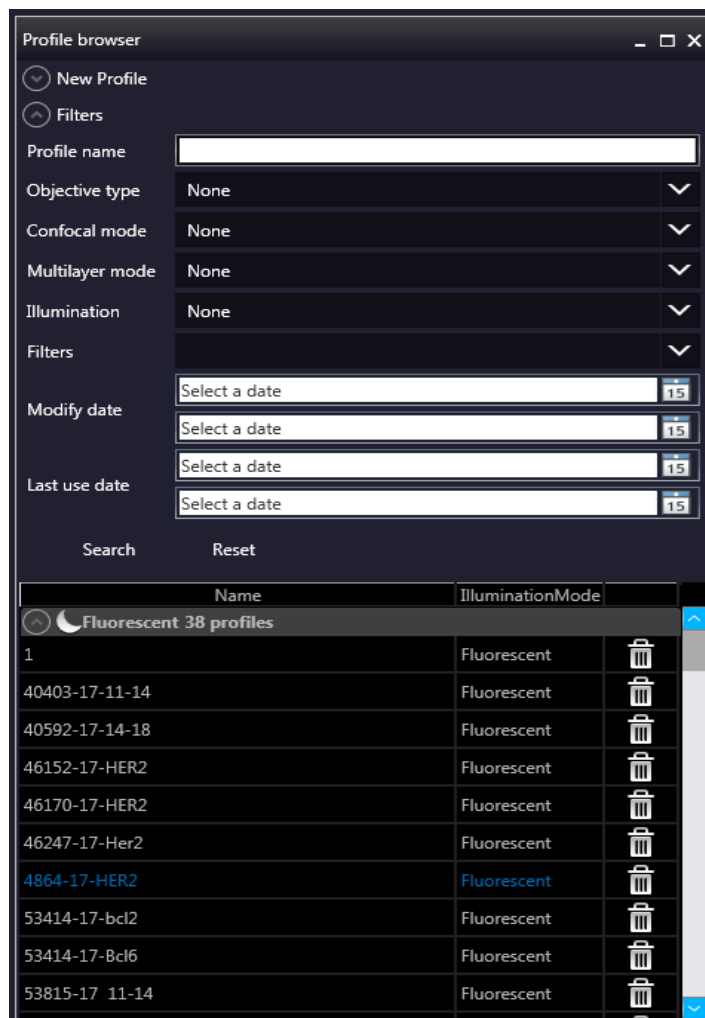 Profile browser
New Profile
Filters
Profile name
Objective type None
Confocal mode None
Multilayer mode None
Illumination None
Filters
Select a date 15
Modify date
Select a date 15
Select a date 15
Last use date
Select a date 15
Search Reset
Name IlluminationMode
Fluorescent 38 profiles
1 Fluorescent
40403-17-11-14 Fluorescent
40592-17-14-18 Fluorescent
46152-17-HER2 Fluorescent
46170-17-HER2 Fluorescent
46247-17-Her2 Fluorescent
4864-17-HER2 Fluorescent
53414-17-bcl2 Fluorescent
53414-17-Bcl6 Fluorescent
53815-17 11-14 Fluorescent